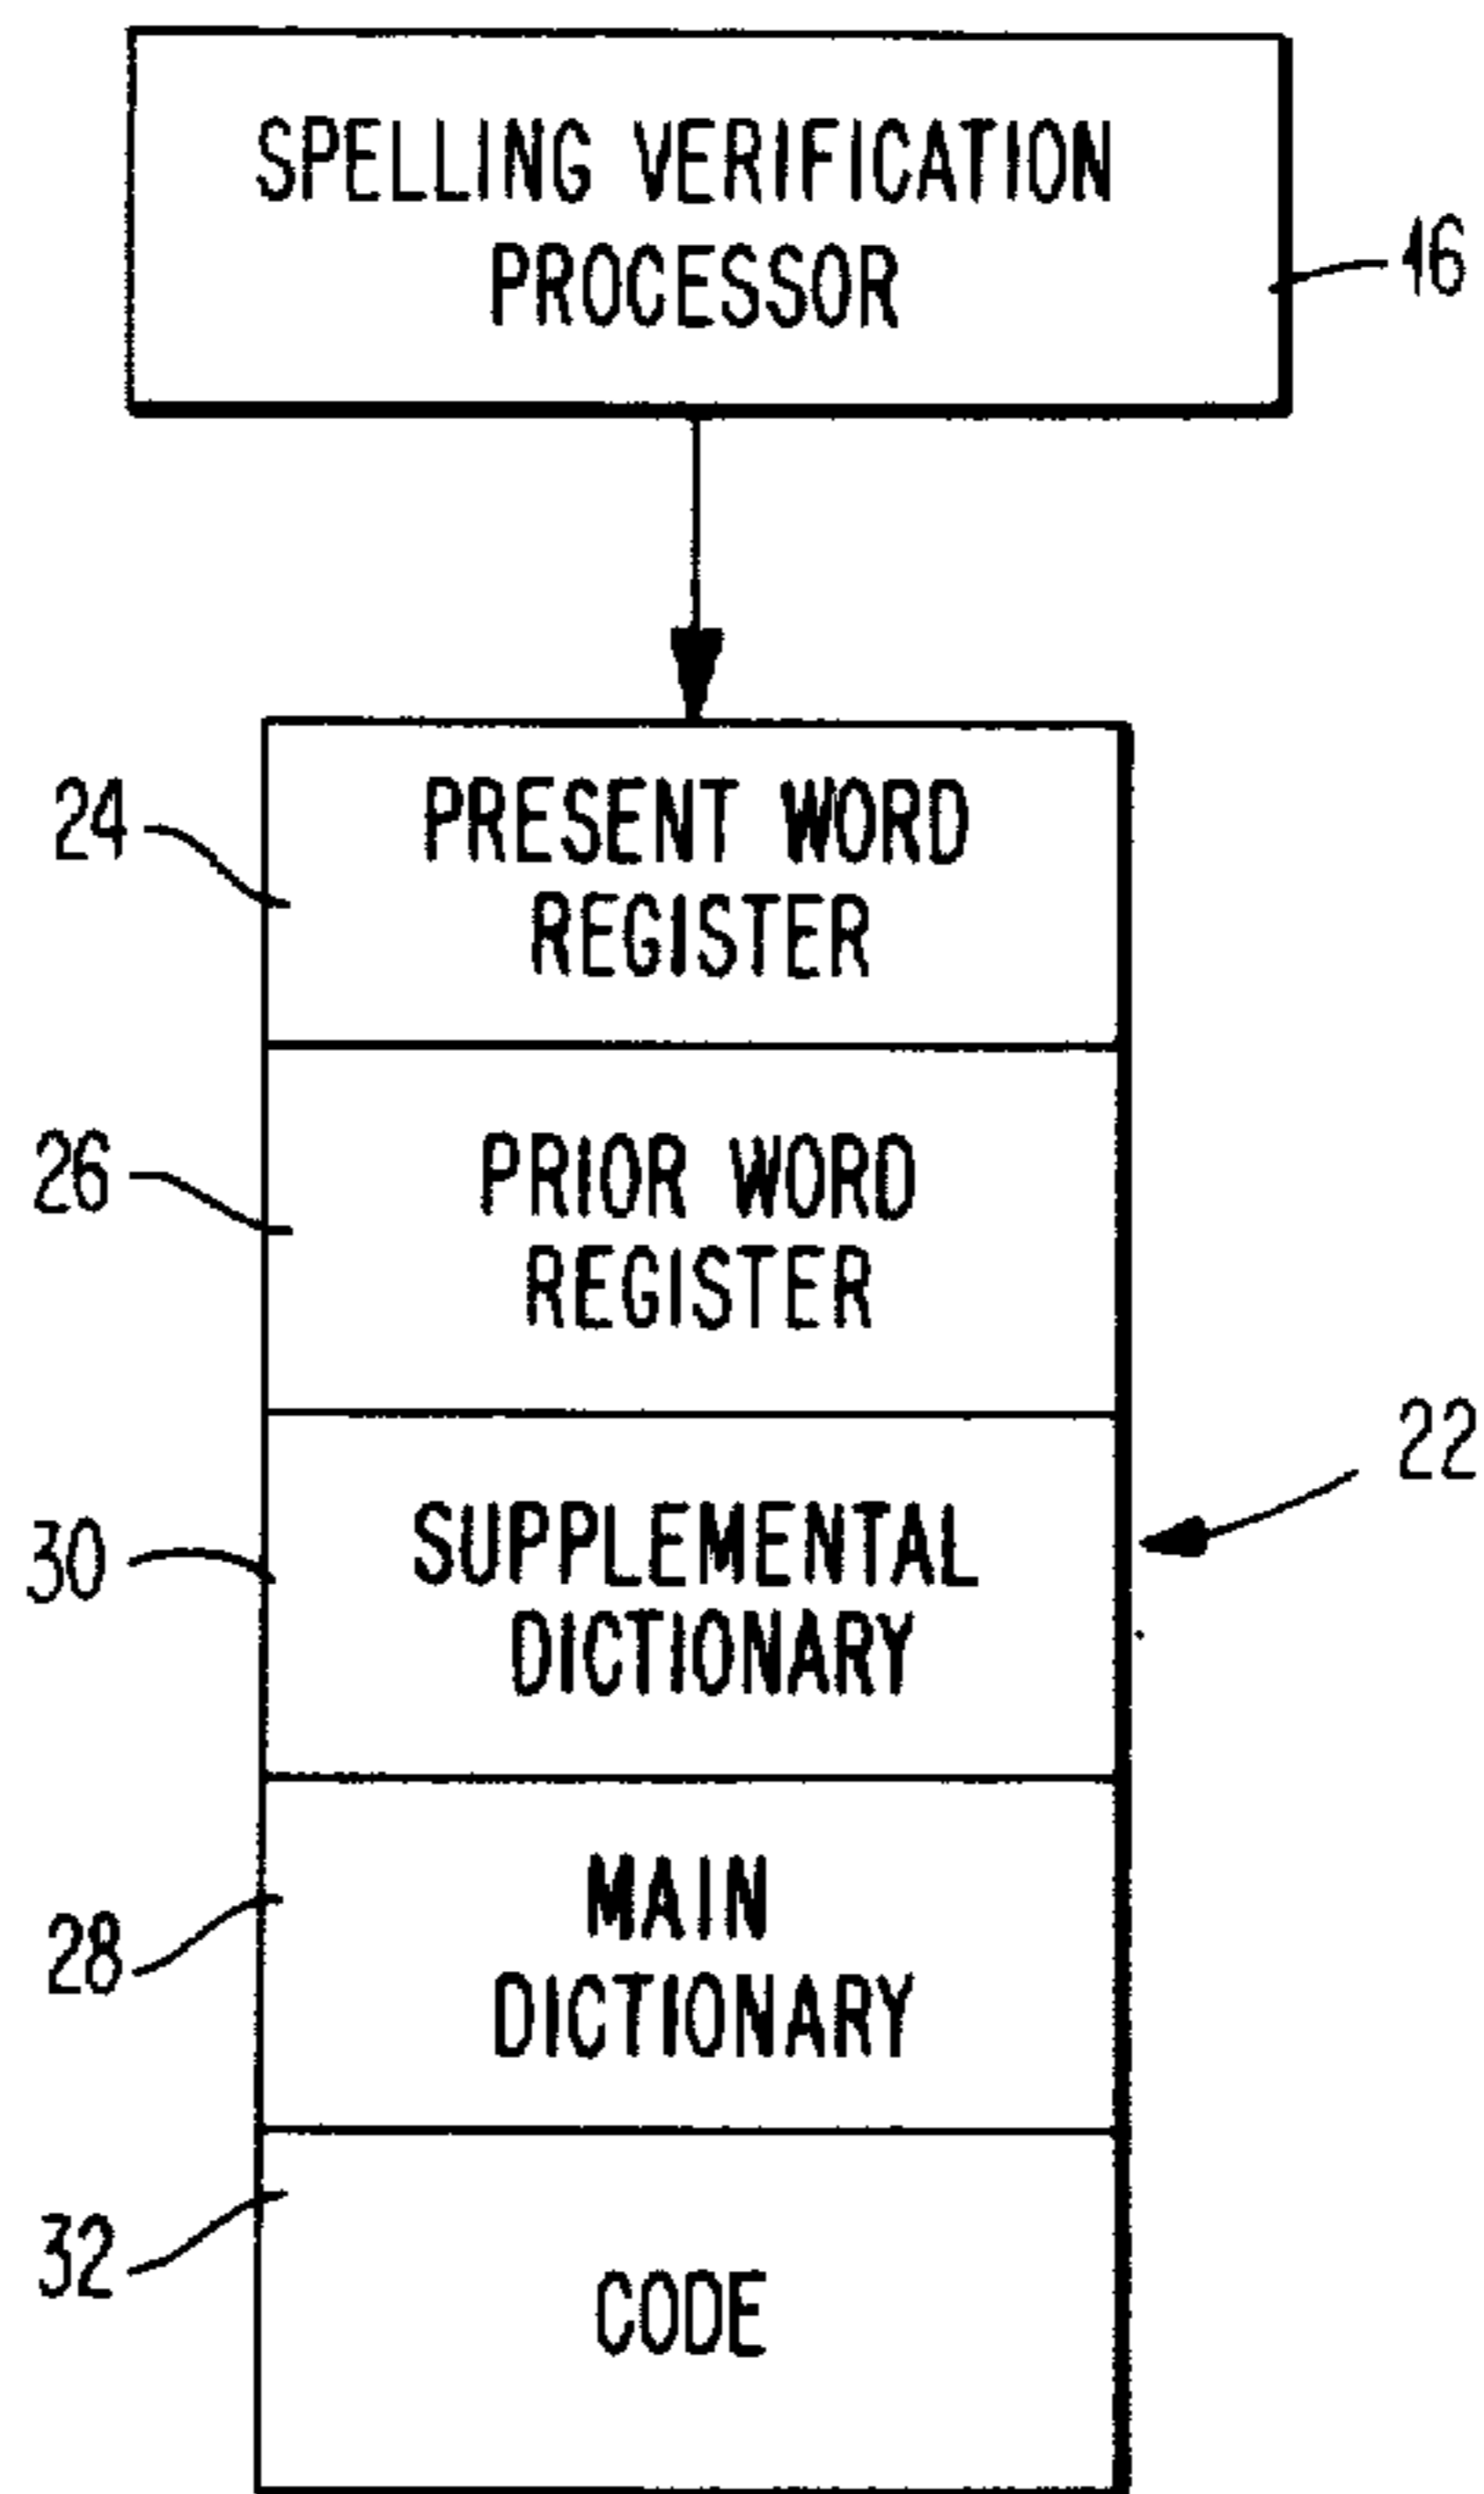 SPELLING VERIFICATION
PROCESSOR
16
24
PRESENT WORD
REGISTER
26
PRIOR WORD
REGISTER
22
30
SUPPLEMENTAL
DICTIONARY
28
MAIN
DICTIONARY
32
CODE